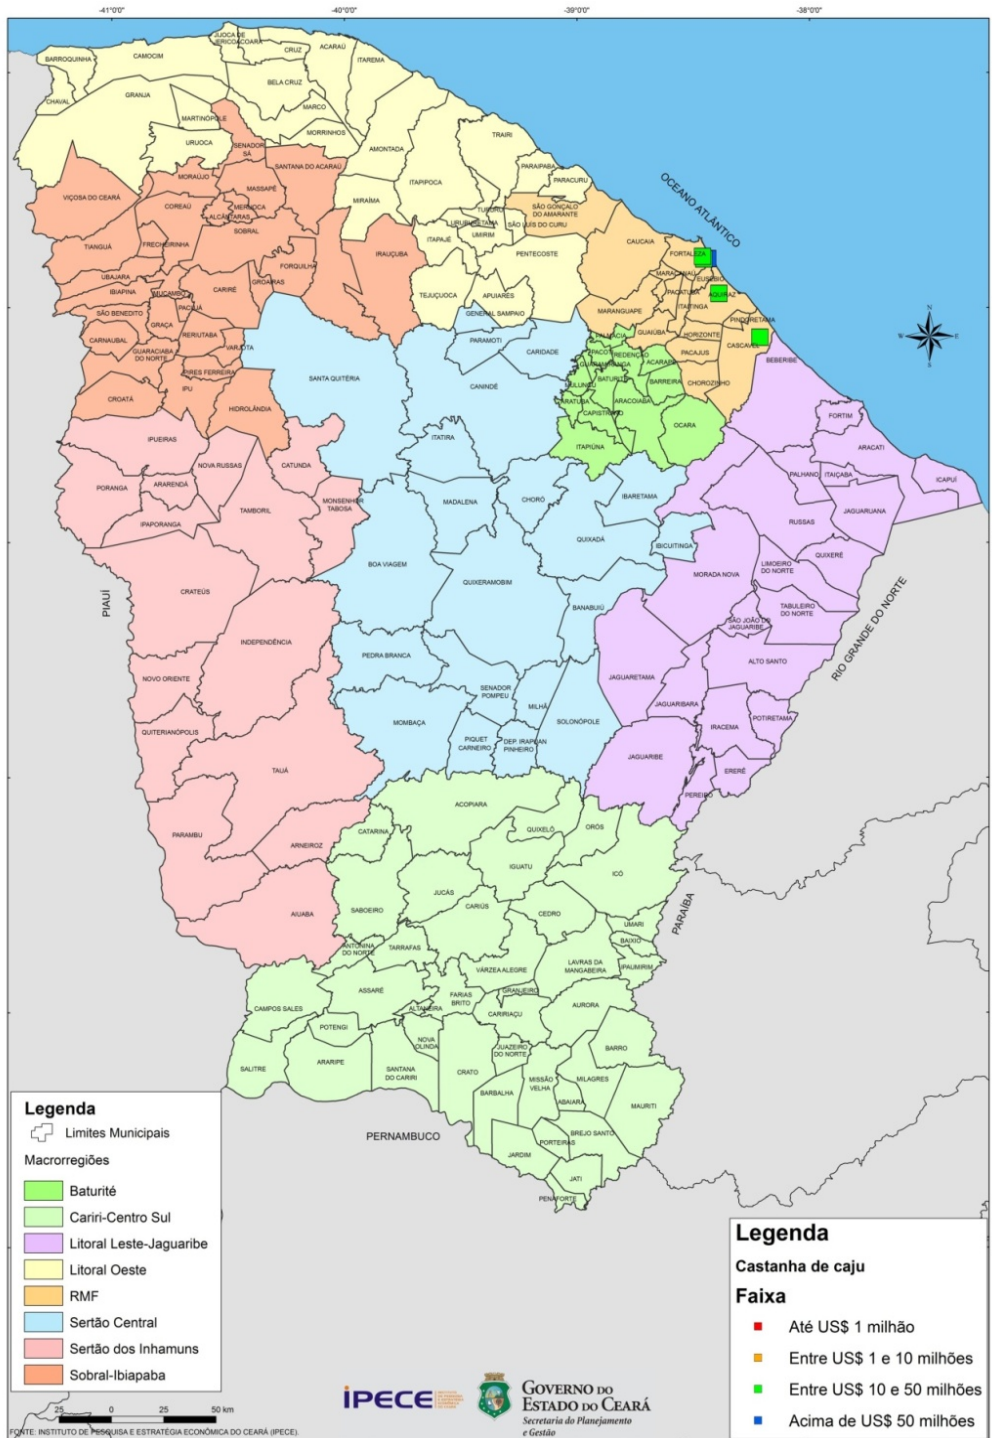 -41°0'0"
-40°0'0"
-39°0'0"
-38°0'0"
JIJOCA DE
JERICOACOARA
CRUZ
ACARAÚ
BARROQUINHA
CAMOCIM
ITAREMA
BELA CRUZ
CHAVAL
GRANJA
MARCO
MARTINÓPOLE
MORRINHOS
TRAIRI
URUOCA
SENADOR
SÁ
AMONTADA
SANTANA DO ACARAÚ
PARAIPABA
MORAÚJO
ITAPIPOCA
PARACURU
MASSAPÊ
VIÇOSA DO CEARÁ
MIRAÍMA
OCEANO ATLÂNTICO
COREAÚ
MERUOCA
ALCÂNTARAS
TURURU
SÃO GONÇALO
DO AMARANTE
URUBURETAMA
SÃO LUÍS DO CURU
SOBRAL
UMIRIM
TIANGUÁ
FRECHEIRINHA
ITAPAJÉ
CAUCAIA
IRAUÇUBA
PENTECOSTE
FORTALEZA
FORQUILHA
MARACANAÚ
UBAJARA
EUSÉBIO
GROAÍRAS
IBIAPINA
MUCAMBO
CARIRÉ
TEJUÇUOCA
APUIARÉS
PACATUBA
AQUIRAZ
PACUJÁ
ITAITINGA
SÃO BENEDITO
GENERAL SAMPAIO
MARANGUAPE
GRAÇA
PINDORETAMA
CARNAUBAL
RERIUTABA
GUAIÚBA
HORIZONTE
PALMÁCIA
PARAMOTI
CASCAVEL
GUARACIABA
DO NORTE
VARJOTA
CARIDADE
PACOTI
REDENÇÃO
PACAJUS
ACARAPE
BEBERIBE
GUARAMIRANGA
PIRES FERREIRA
SANTA QUITÉRIA
BATURITÉ
BARREIRA
CHOROZINHO
MULUNGU
IPU
CANINDÉ
CROATÁ
ARATUBA
ARACOIABA
HIDROLÂNDIA
CAPISTRANO
FORTIM
OCARA
IPUEIRAS
ITATIRA
ITAPIÚNA
ARACATI
NOVA RUSSAS
CATUNDA
PORANGA
ARARENDÁ
PALHANO
ITAIÇABA
ICAPUÍ
IBARETAMA
MADALENA
CHORÓ
MONSENHOR
TABOSA
TAMBORIL
JAGUARUANA
IPAPORANGA
RUSSAS
QUIXADÁ
IBICUITINGA
QUIXERÉ
BOA VIAGEM
LIMOEIRO
DO NORTE
MORADA NOVA
QUIXERAMOBIM
CRATEÚS
PIAUÍ
BANABUIÚ
TABULEIRO
DO NORTE
SÃO JOÃO DO
JAGUARIBE
RIO GRANDE DO NORTE
INDEPENDÊNCIA
PEDRA BRANCA
ALTO SANTO
NOVO ORIENTE
JAGUARETAMA
SENADOR
POMPEU
JAGUARIBARA
MILHÃ
MOMBAÇA
SOLONÓPOLE
POTIRETAMA
IRACEMA
QUITERIANÓPOLIS
PIQUET
CARNEIRO
DEP. IRAPUAN
PINHEIRO
JAGUARIBE
TAUÁ
ERERÊ
PEREIRO
ACOPIARA
CATARINA
QUIXELÔ
ORÓS
PARAMBU
ARNEIROZ
IGUATU
ICÓ
JUCÁS
CARIÚS
PARAÍBA
AIUABA
SABOEIRO
CEDRO
UMARI
ANTONINA
DO NORTE
TARRAFAS
BAIXIO
LAVRAS DA
MANGABEIRA
IPAUMIRIM
VÁRZEA ALEGRE
ASSARÉ
GRANJEIRO
FARIAS
BRITO
AURORA
CAMPOS SALES
ALTANEIRA
CARIRIAÇU
POTENGI
NOVA
OLINDA
JUAZEIRO
DO NORTE
BARRO
SALITRE
ARARIPE
SANTANA
DO CARIRI
CRATO
MISSÃO
VELHA
MILAGRES
BARBALHA
ABAIARA
MAURITI
PERNAMBUCO
BREJO SANTO
PORTEIRAS
JARDIM
JATI
PENAFORTE
N
W
E
S
Legenda
Limites Municipais
Macrorregiões
Baturité
Cariri-Centro Sul
Litoral Leste-Jaguaribe
Litoral Oeste
RMF
Sertão Central
Sertão dos Inhamuns
Sobral-Ibiapaba
25 0 25 50 km
FONTE: INSTITUTO DE PESQUISA E ESTRATÉGIA ECONÔMICA DO CEARÁ (IPECE).
IPECE
GOVERNO DO
ESTADO DO CEARÁ
Secretaria do Planejamento
e Gestão
Legenda
Castanha de caju
Faixa
Até US$ 1 milhão
Entre US$ 1 e 10 milhões
Entre US$ 10 e 50 milhões
Acima de US$ 50 milhões